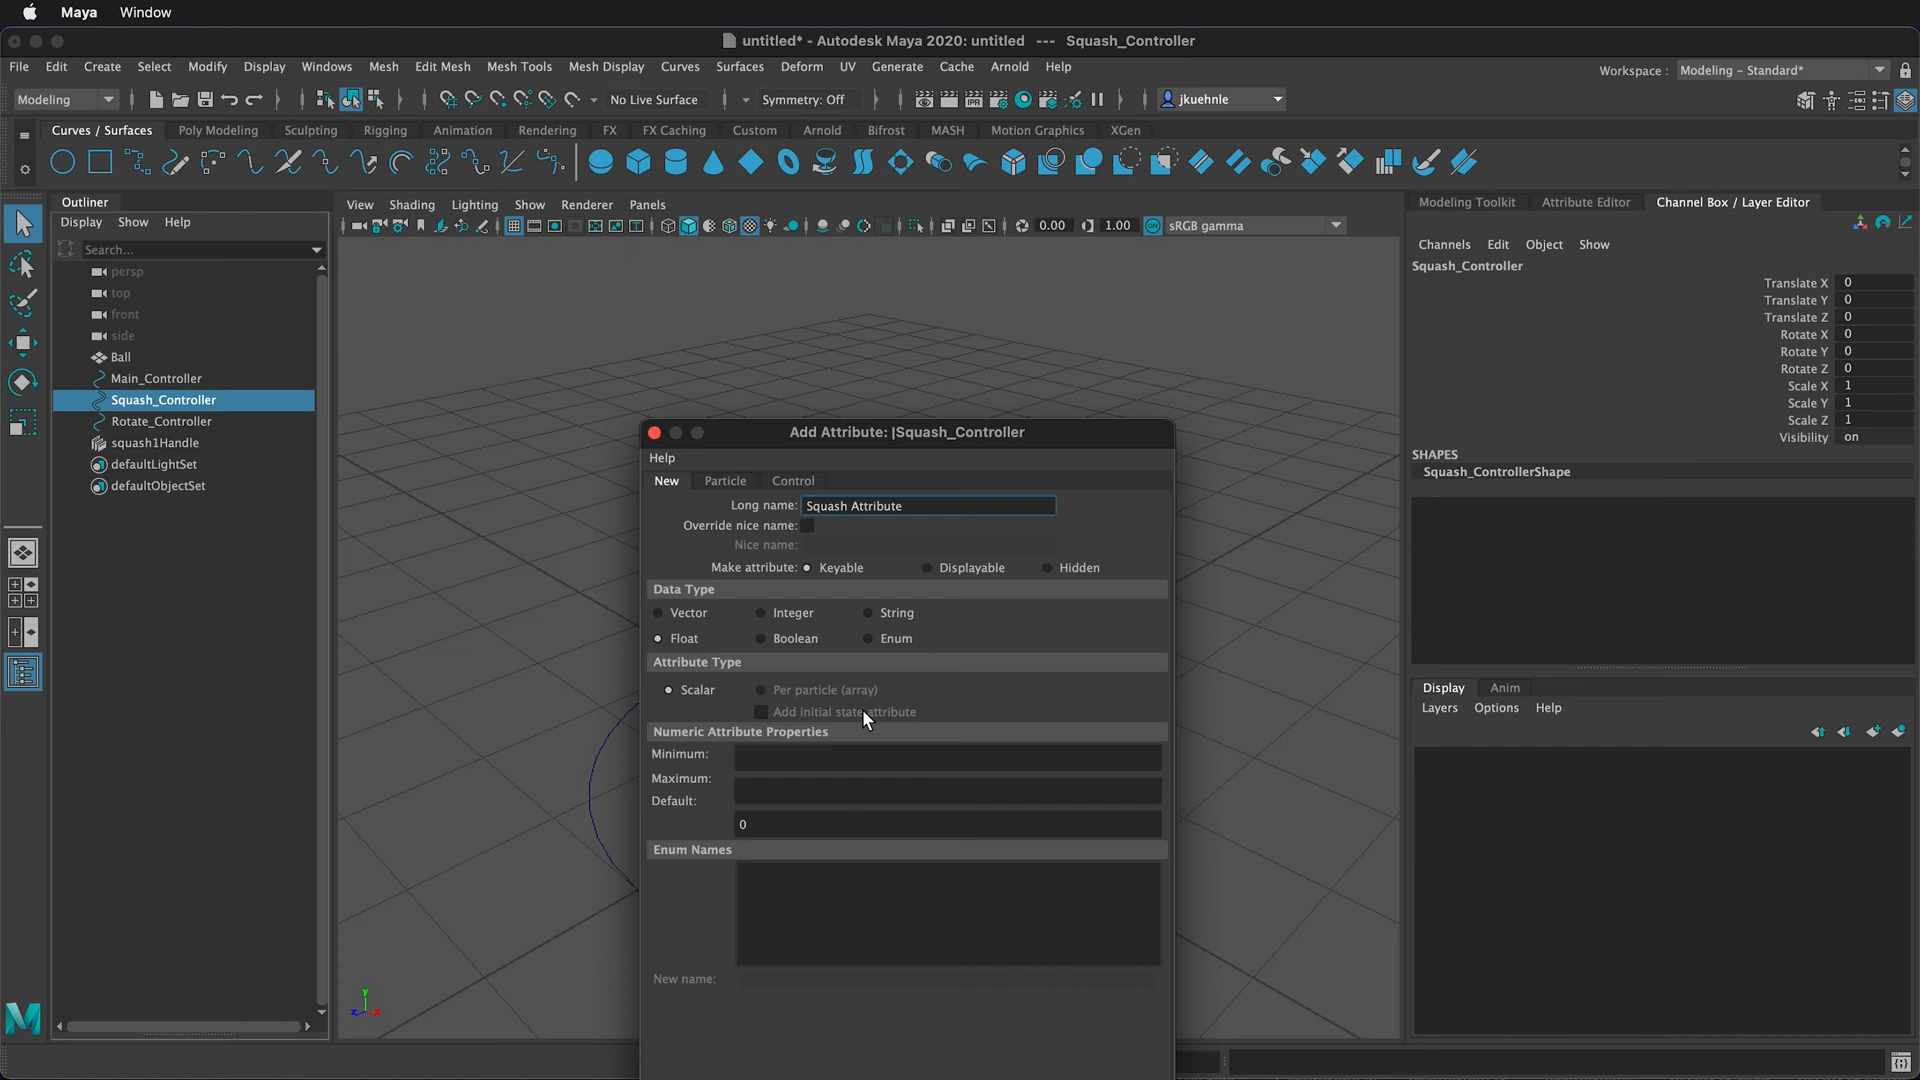 Maya Window
untitled* - Autodesk Maya 2020: untitled --- Squash_Controller
File Edit Create Select Modify Display Windows Mesh Edit Mesh Mesh Tools Mesh Display Curves Surfaces Deform UV Generate Cache Arnold Help
Workspace : Modeling - Standard*
Modeling No Live Surface Symmetry: Off IPR jkuehnle
Curves / Surfaces Poly Modeling Sculpting Rigging Animation Rendering FX FX Caching Custom Arnold Bifrost MASH Motion Graphics XGen
Outliner
Display Show Help
Search...
persp
top
front
side
Ball
Main_Controller
Squash_Controller
Rotate_Controller
squash1Handle
defaultLightSet
defaultObjectSet
View Shading Lighting Show Renderer Panels
0.00 1.00 ON sRGB gamma
Add Attribute: |Squash_Controller
Help
New Particle Control
Long name: Squash Attribute
Override nice name:
Nice name:
Make attribute: Keyable Displayable Hidden
Data Type
Vector Integer String
Float Boolean Enum
Attribute Type
Scalar Per particle (array)
Add initial state attribute
Numeric Attribute Properties
Minimum:
Maximum:
Default:
0
Enum Names
New name:
y
z x
Modeling Toolkit Attribute Editor Channel Box / Layer Editor
Channels Edit Object Show
Squash_Controller
Translate X 0
Translate Y 0
Translate Z 0
Rotate X 0
Rotate Y 0
Rotate Z 0
Scale X 1
Scale Y 1
Scale Z 1
Visibility on
SHAPES
Squash_ControllerShape
Display Anim
Layers Options Help